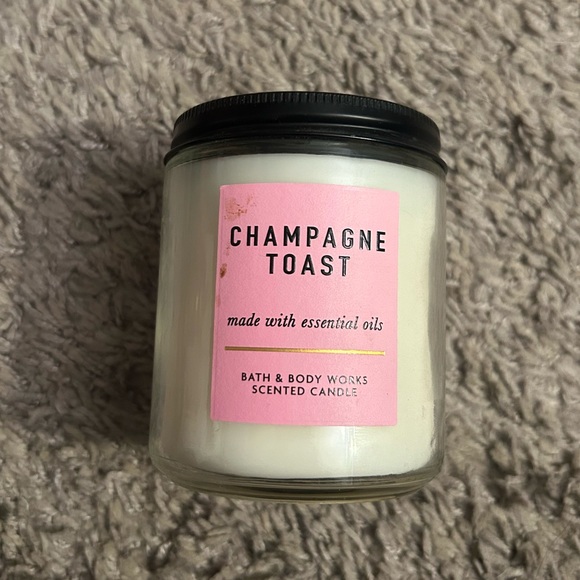 CHAMPAGNE
TOAST
made with essential oils
BATH & BODY WORKS
SCENTED CANDLE